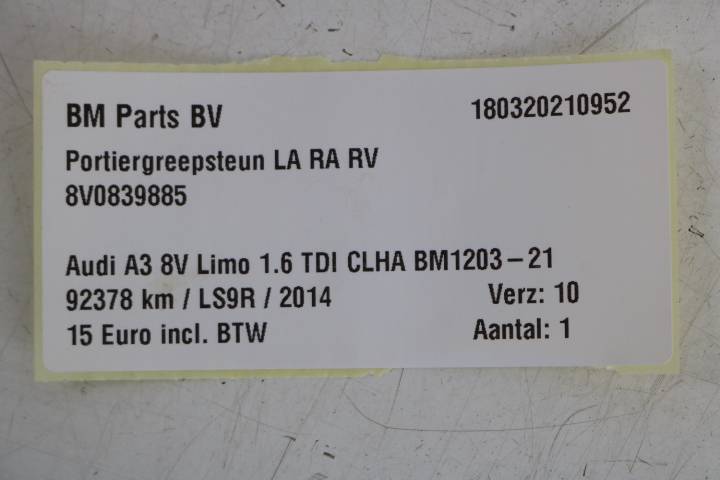 BM Parts BV 180320210952
Portiergreepsteun LA RA RV
8V0839885
Audi A3 8V Limo 1.6 TDI CLHA BM1203-21
92378 km / LS9R / 2014 Verz: 10
15 Euro incl. BTW Aantal: 1